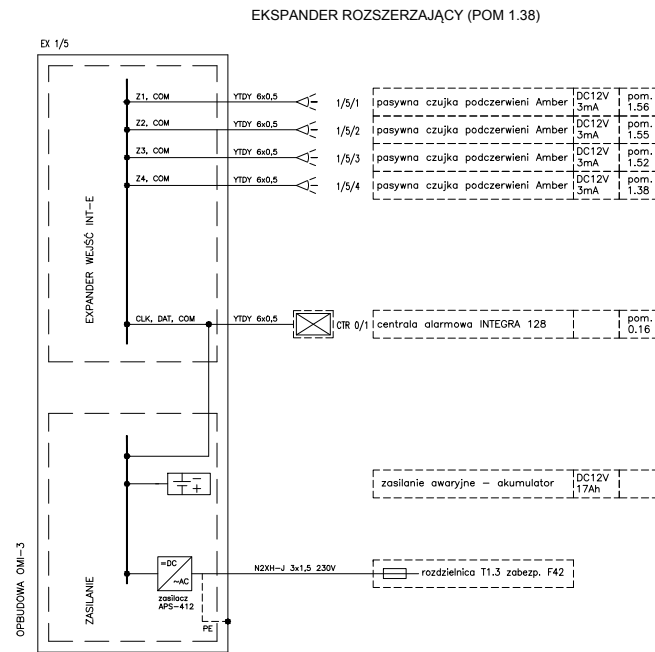 EKSPANDER ROZSZERZAJĄCY (POM 1.38)
EX 1/5
Z1, COM YTDY 6x0,5 1/5/1 pasywna czujka podczerwieni Amber DC12V 3mA pom. 1.56
Z2, COM YTDY 6x0,5 1/5/2 pasywna czujka podczerwieni Amber DC12V 3mA pom. 1.55
Z3, COM YTDY 6x0,5 1/5/3 pasywna czujka podczerwieni Amber DC12V 3mA pom. 1.52
Z4, COM YTDY 6x0,5 1/5/4 pasywna czujka podczerwieni Amber DC12V 3mA pom. 1.38
EXPANDER WEJŚĆ INT-E
CLK, DAT, COM YTDY 6x0,5 CTR 0/1 centrala alarmowa INTEGRA 128 pom. 0.16
zasilanie awaryjne – akumulator DC12V 17Ah
=DC
~AC
zasilacz
APS-412
N2XH-J 3x1,5 230V rozdzielnica T1.3 zabezp. F42
PE
ZASILANIE
OPBUDOWA OMI-3